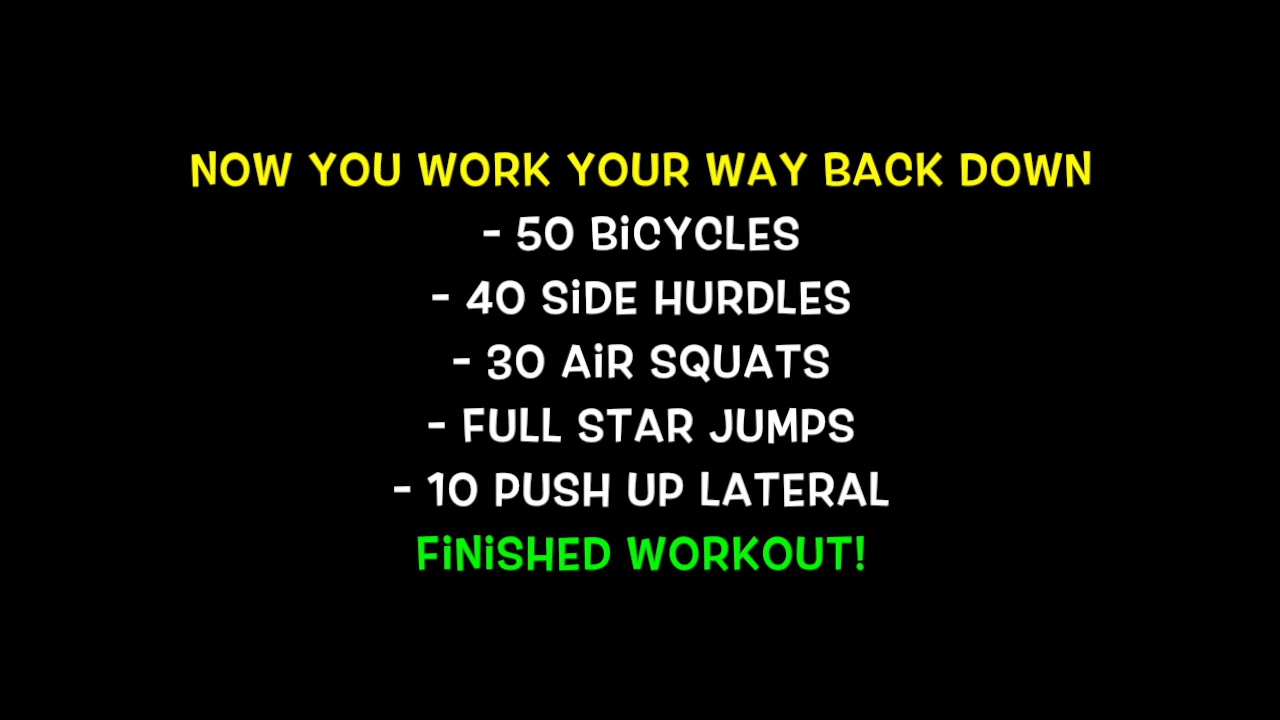 NOW YOU WORK YOUR WAY BACK DOWN
- 50 BiCYCLES
- 40 SiDE HURDLES
- 30 AiR SQUATS
- FULL STAR JUMPS
- 10 PUSH UP LATERAL
FiNiSHED WORKOUT!